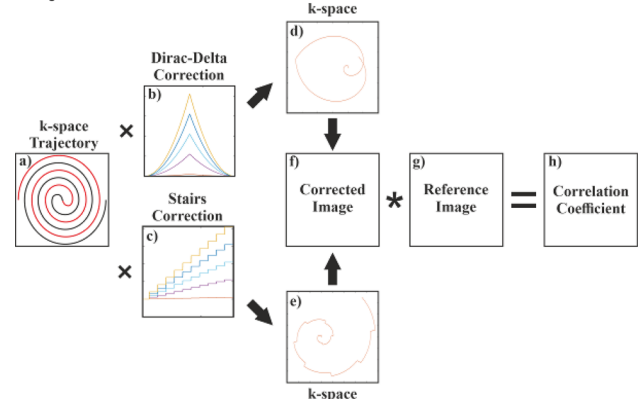 k-space
d)
Dirac-Delta
Correction
b)
k-space
Trajectory
a)
×
f)
Corrected
Image
*
g)
Reference
Image
=
h)
Correlation
Coefficient
Stairs
Correction
c)
×
e)
k-space